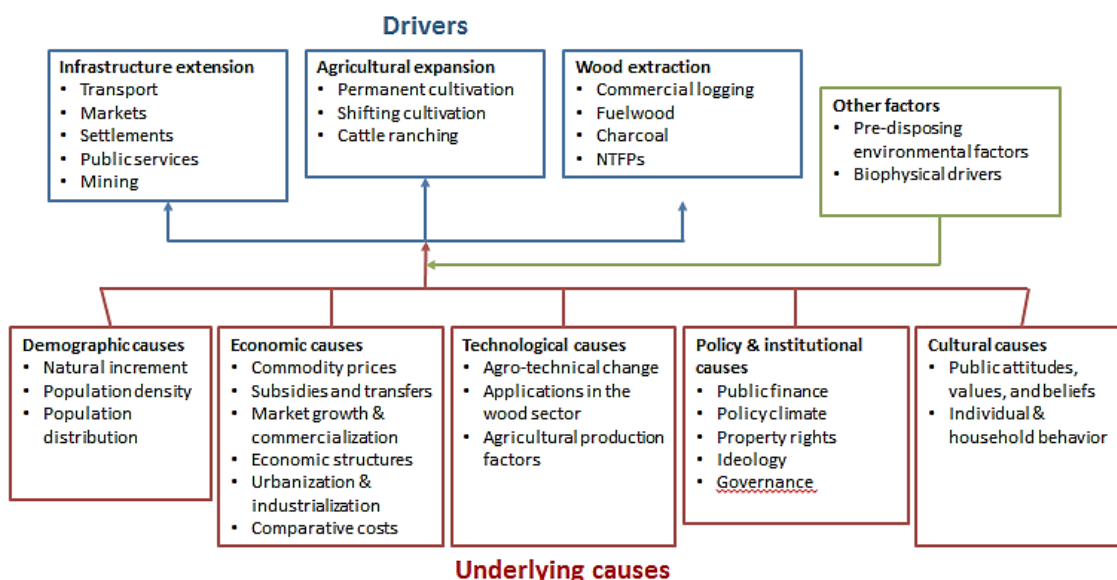 Drivers
Infrastructure extension
• Transport
• Markets
• Settlements
• Public services
• Mining
Agricultural expansion
• Permanent cultivation
• Shifting cultivation
• Cattle ranching
Wood extraction
• Commercial logging
• Fuelwood
• Charcoal
• NTFPs
Other factors
• Pre-disposing
environmental factors
• Biophysical drivers
Demographic causes
• Natural increment
• Population density
• Population
distribution
Economic causes
• Commodity prices
• Subsidies and transfers
• Market growth &
commercialization
• Economic structures
• Urbanization &
industrialization
• Comparative costs
Technological causes
• Agro-technical change
• Applications in the
wood sector
• Agricultural production
factors
Policy & institutional
causes
• Public finance
• Policy climate
• Property rights
• Ideology
• Governance
Cultural causes
• Public attitudes,
values, and beliefs
• Individual &
household behavior
Underlying causes